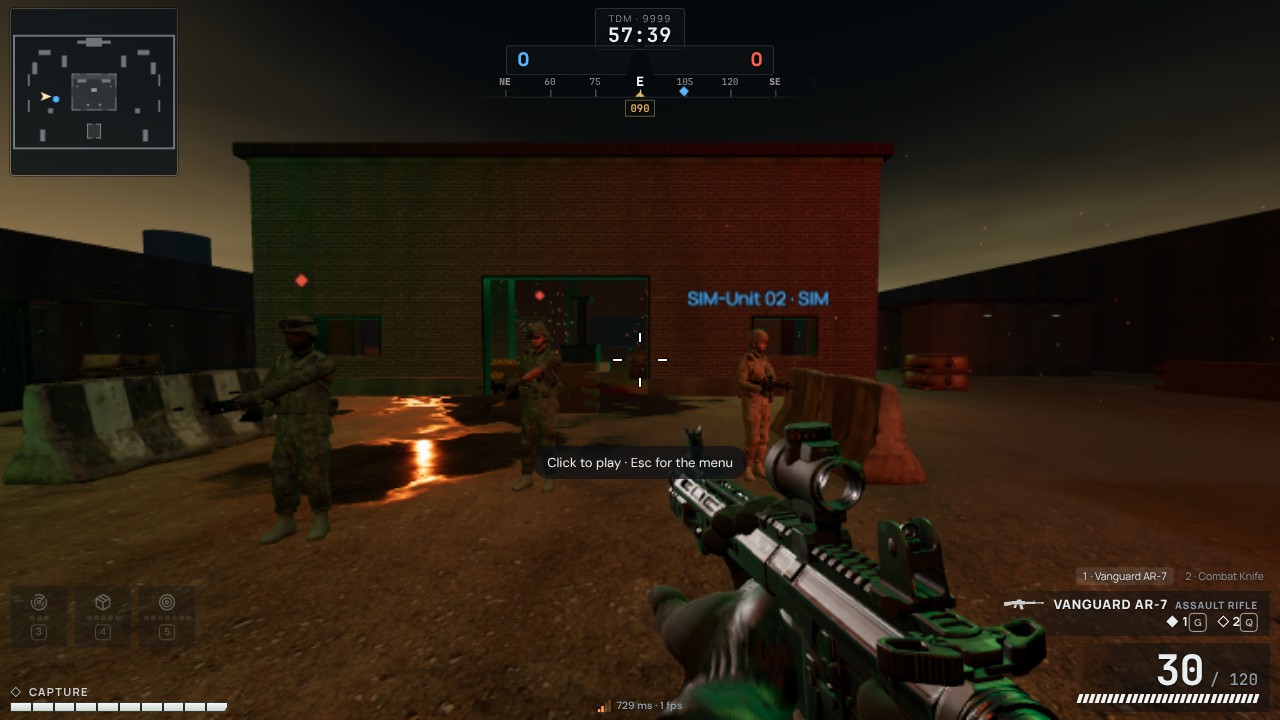 TDM · 9999
57:39
0 0
NE 60 75 E 105 120 SE
090
SIM-Unit 02 · SIM
Click to play · Esc for the menu
1 · Vanguard AR-7 2 · Combat Knife
VANGUARD AR-7 ASSAULT RIFLE
1 G 2 Q
3 4 5
30 / 120
CAPTURE
729 ms · 1 fps